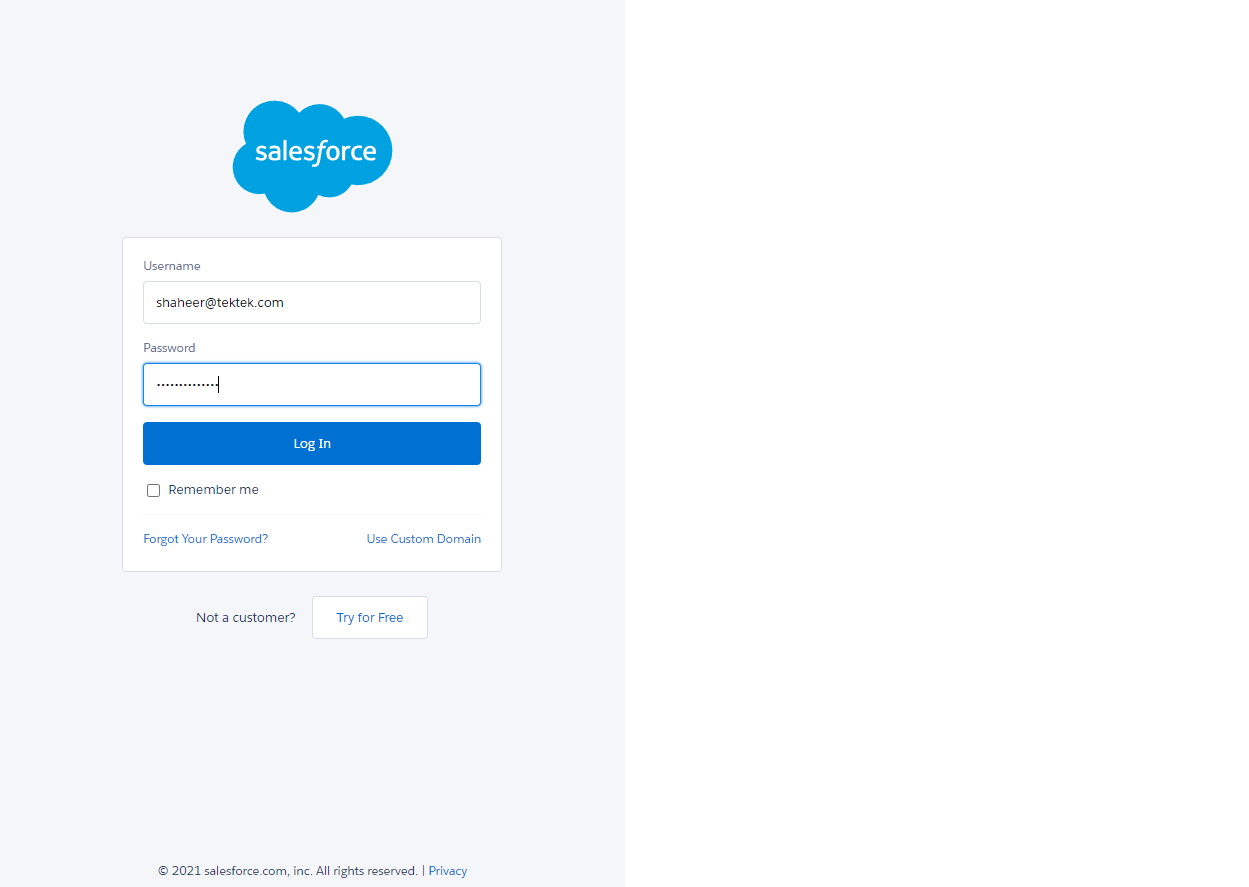 salesforce
Username
shaheer@tektek.com
Password
••••••••••••••
Log In
Remember me
Forgot Your Password? Use Custom Domain
Not a customer? Try for Free
© 2021 salesforce.com, inc. All rights reserved. | Privacy